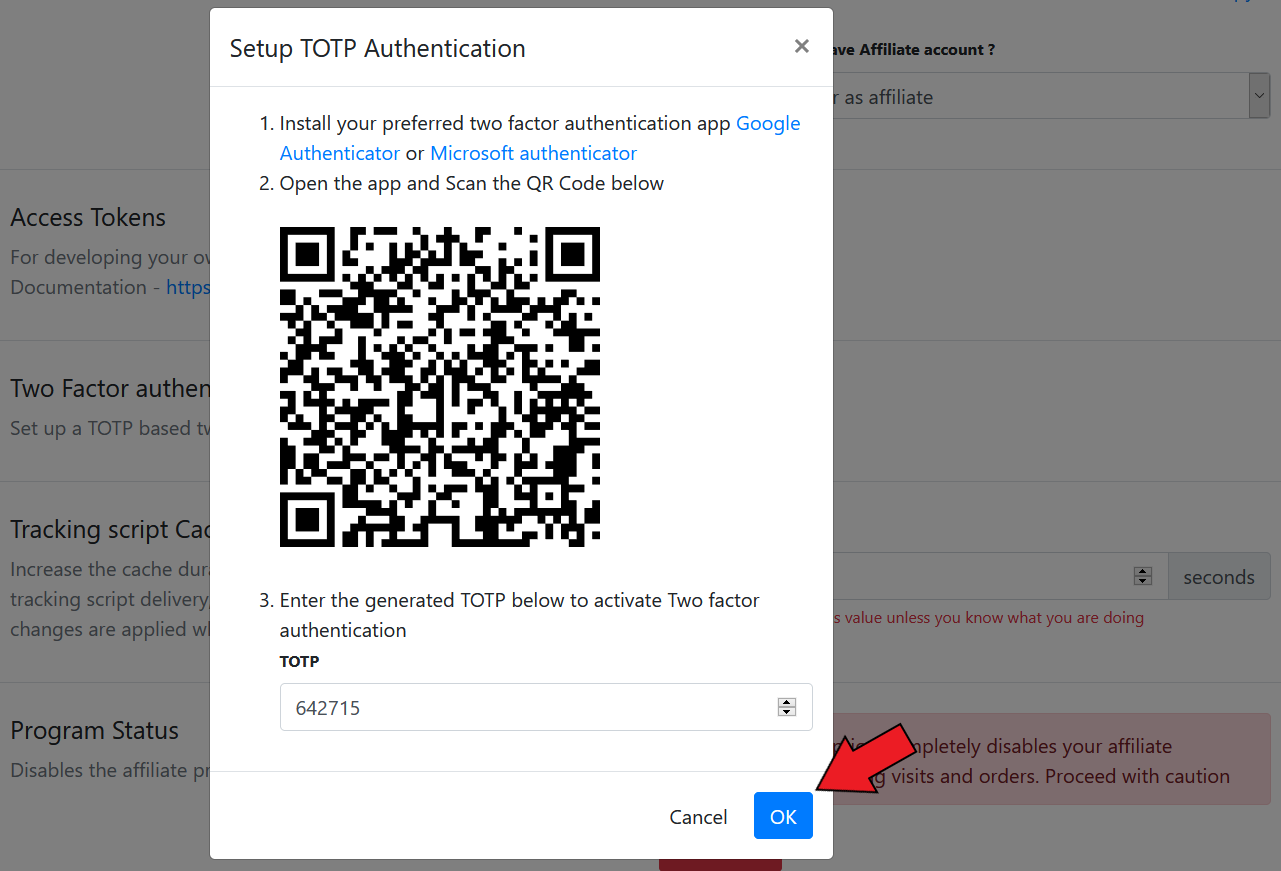 Setup TOTP Authentication
×
ave Affiliate account ?
as affiliate
1. Install your preferred two factor authentication app Google
Authenticator or Microsoft authenticator
2. Open the app and Scan the QR Code below
Access Tokens
For developing your
Documentation - https
Two Factor authen
Set up a TOTP based
Tracking script Cac
Increase the cache dura
tracking script delivery,
changes are applied
seconds
value unless you know what you are doing
3. Enter the generated TOTP below to activate Two factor
authentication
TOTP
642715
Program Status
Disables the affiliate
mpletely disables your affiliate
visits and orders. Proceed with caution
Cancel
OK